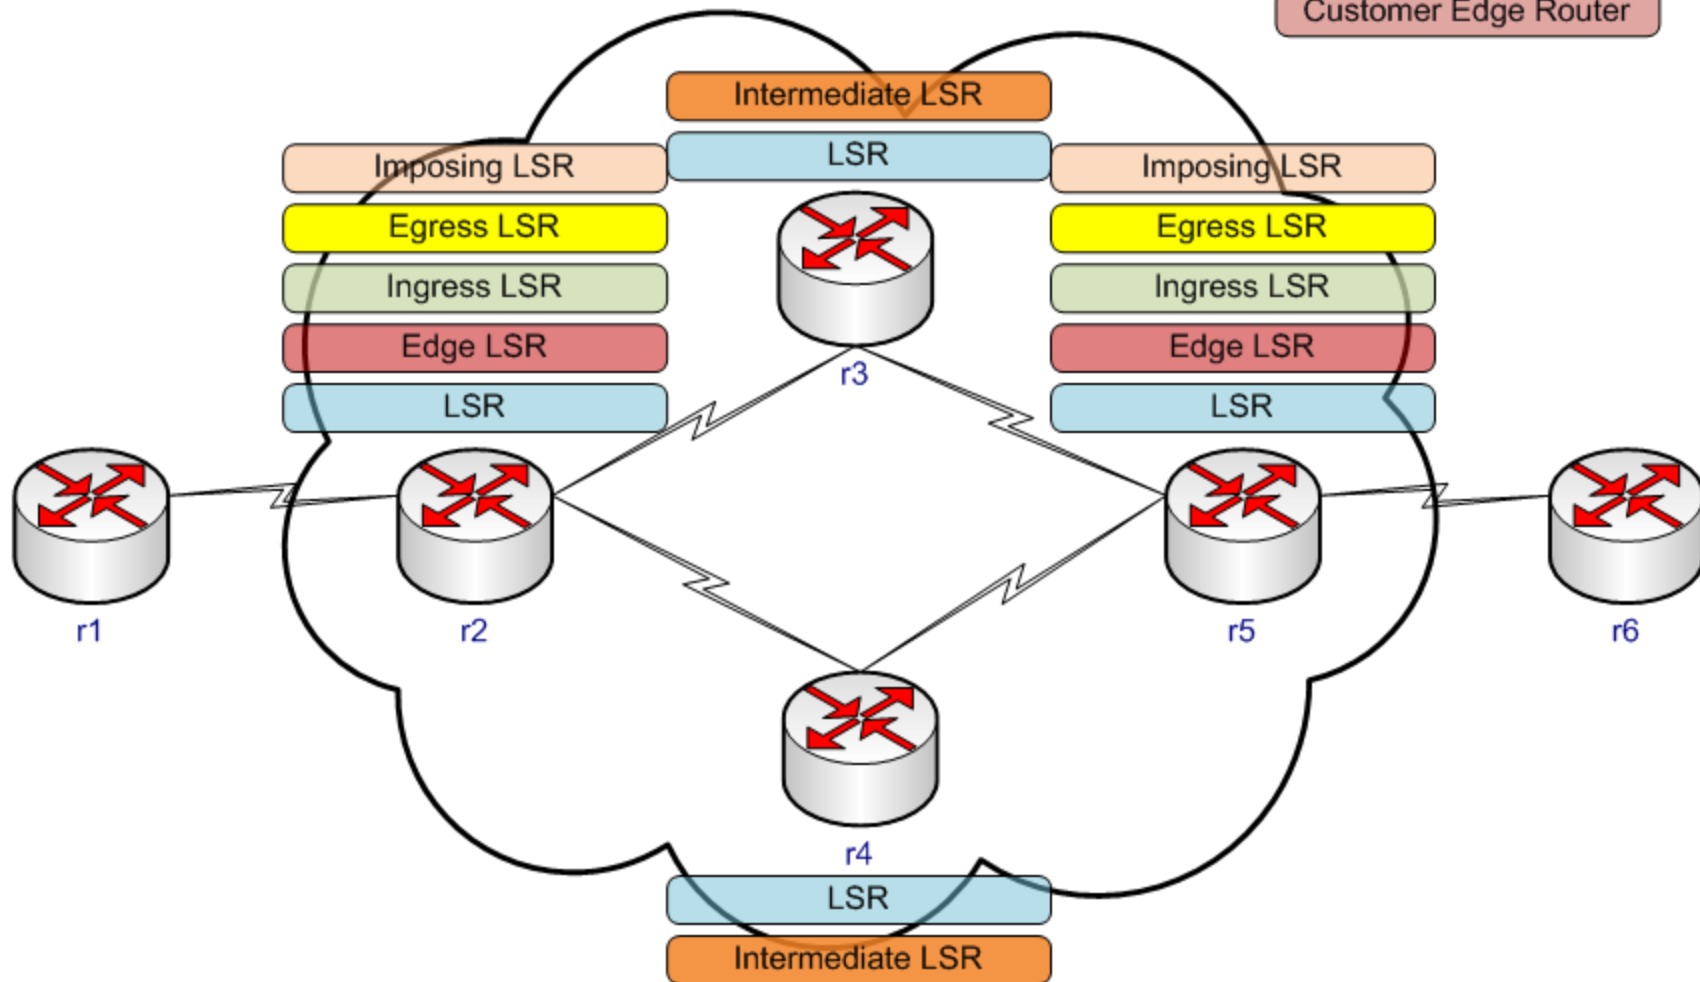 Customer Edge Router
Intermediate LSR
LSR
Imposing LSR
Egress LSR
Ingress LSR
Edge LSR
LSR
Imposing LSR
Egress LSR
Ingress LSR
Edge LSR
LSR
r3
r1
r2
r5
r6
r4
LSR
Intermediate LSR